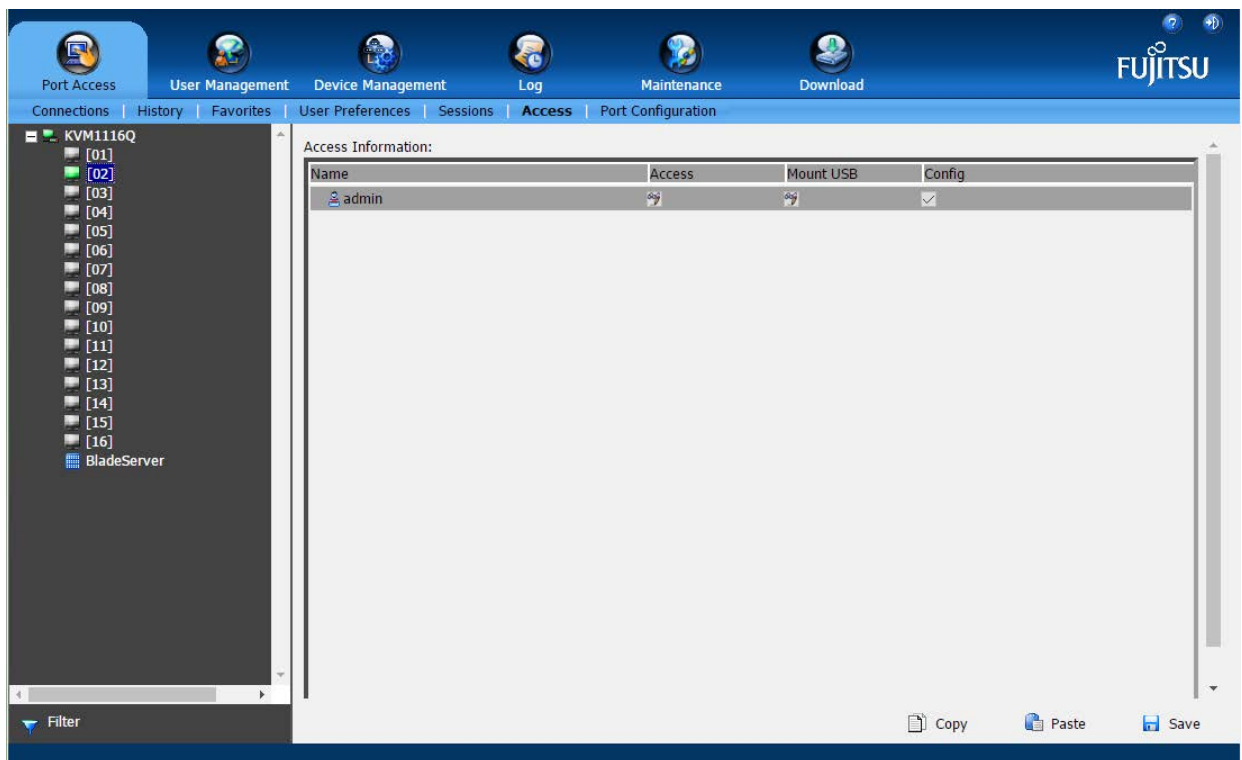 FUJITSU
Port Access User Management Device Management Log Maintenance Download
Connections | History | Favorites | User Preferences | Sessions | Access | Port Configuration
KVM1116Q
[01]
[02]
[03]
[04]
[05]
[06]
[07]
[08]
[09]
[10]
[11]
[12]
[13]
[14]
[15]
[16]
BladeServer
Filter
Access Information:
Name Access Mount USB Config
admin
Copy Paste Save